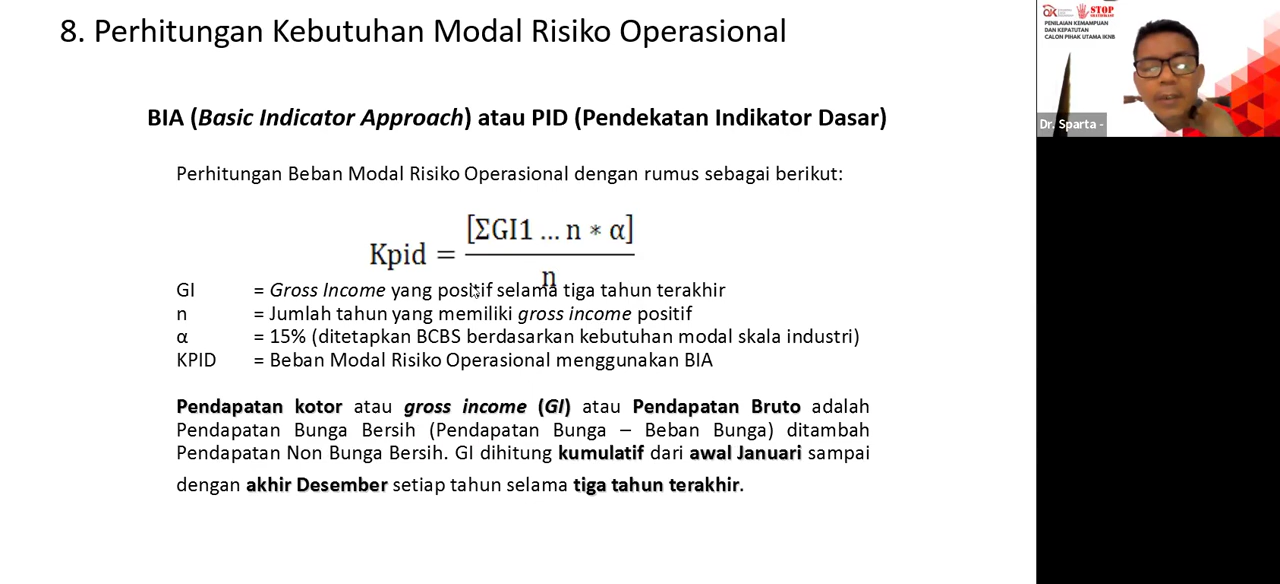 8. Perhitungan Kebutuhan Modal Risiko Operasional
BIA (Basic Indicator Approach) atau PID (Pendekatan Indikator Dasar)
Perhitungan Beban Modal Risiko Operasional dengan rumus sebagai berikut:
Kpid = [ΣGI1 ... n * α] / n
GI = Gross Income yang positif selama tiga tahun terakhir
n = Jumlah tahun yang memiliki gross income positif
α = 15% (ditetapkan BCBS berdasarkan kebutuhan modal skala industri)
KPID = Beban Modal Risiko Operasional menggunakan BIA
Pendapatan kotor atau gross income (GI) atau Pendapatan Bruto adalah
Pendapatan Bunga Bersih (Pendapatan Bunga – Beban Bunga) ditambah
Pendapatan Non Bunga Bersih. GI dihitung kumulatif dari awal Januari sampai
dengan akhir Desember setiap tahun selama tiga tahun terakhir.
STOP
PENILAIAN KEMAMPUAN
DAN KEPATUTAN
CALON PIHAK UTAMA IKNB
Dr. Sparta -